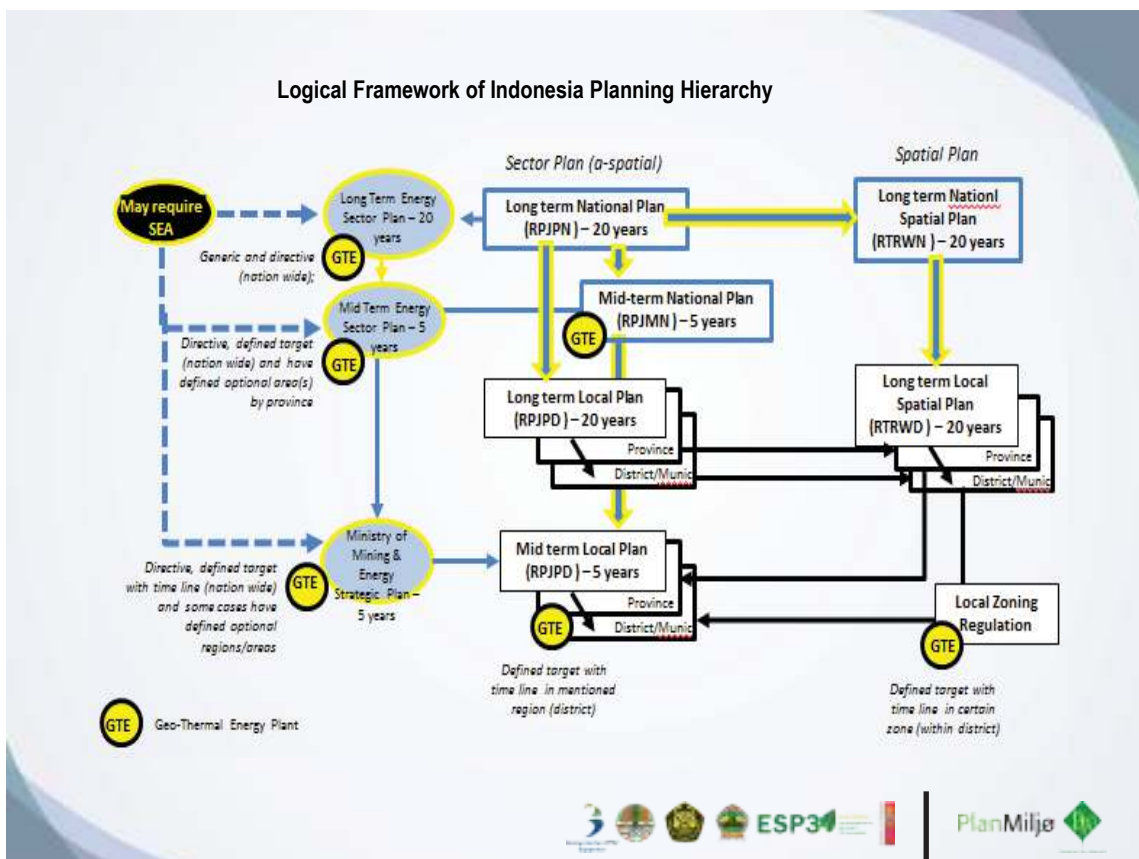 Logical Framework of Indonesia Planning Hierarchy
Sector Plan (a-spatial)
Spatial Plan
May require
SEA
Long Term Energy
Sector Plan – 20
years
GTE
Generic and directive
(nation wide);
Long term National Plan
(RPJPN ) – 20 years
Long term Nationl
Spatial Plan
(RTRWN ) – 20 years
Mid Term Energy
Sector Plan – 5
years
GTE
Directive, defined target
(nation wide) and have
defined optional area(s)
by province
Mid-term National Plan
(RPJMN ) – 5 years
GTE
Long term Local Plan
(RPJPD ) – 20 years
Province
District/Munic
Long term Local
Spatial Plan
(RTRWD ) – 20 years
Province
District/Munic
Ministry of
Mining &
Energy
Strategic Plan –
5 years
GTE
Directive, defined target
with time line (nation wide)
and some cases have
defined optional
regions/areas
Mid term Local Plan
(RPJPD ) – 5 years
Province
District/Munic
GTE
Defined target with
time line in mentioned
region (district)
Local Zoning
Regulation
GTE
Defined target with
time line in certain
zone (within district)
GTE
Geo-Thermal Energy Plant
ESP3
PlanMiljø